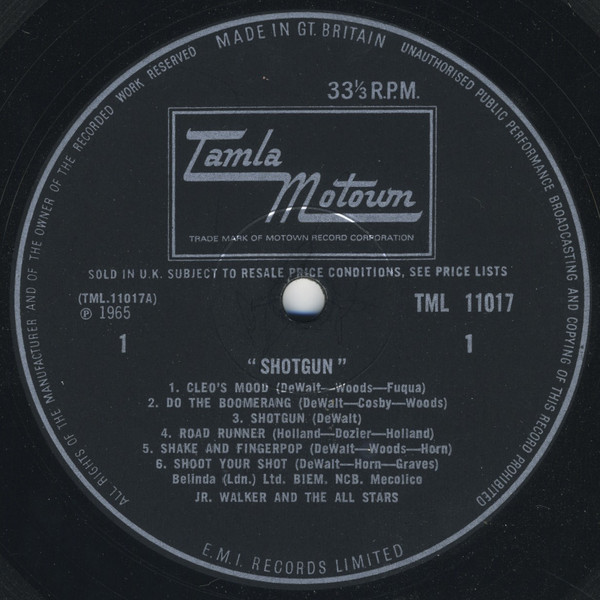 MADE IN GT. BRITAIN
UNAUTHORISED PUBLIC PERFORMANCE BROADCASTING AND COPYING OF THIS RECORD PROHIBITED
ALL RIGHTS OF THE MANUFACTURER AND OF THE OWNER OF THE RECORDED WORK RESERVED
33⅓ R.P.M.
Tamla
Motown
TRADE MARK OF MOTOWN RECORD CORPORATION
SOLD IN U.K. SUBJECT TO RESALE PRICE CONDITIONS, SEE PRICE LISTS
(TML.11017A) TML 11017
℗ 1965
1 1
"SHOTGUN"
1. CLEO'S MOOD (DeWalt—Woods—Fuqua)
2. DO THE BOOMERANG (DeWalt—Cosby—Woods)
3. SHOTGUN (DeWalt)
4. ROAD RUNNER (Holland—Dozier—Holland)
5. SHAKE AND FINGERPOP (DeWalt—Woods—Horn)
6. SHOOT YOUR SHOT (DeWalt—Horn—Graves)
Belinda (Ldn.) Ltd. BIEM. NCB. Mecolico
JR. WALKER AND THE ALL STARS
E.M.I. RECORDS LIMITED